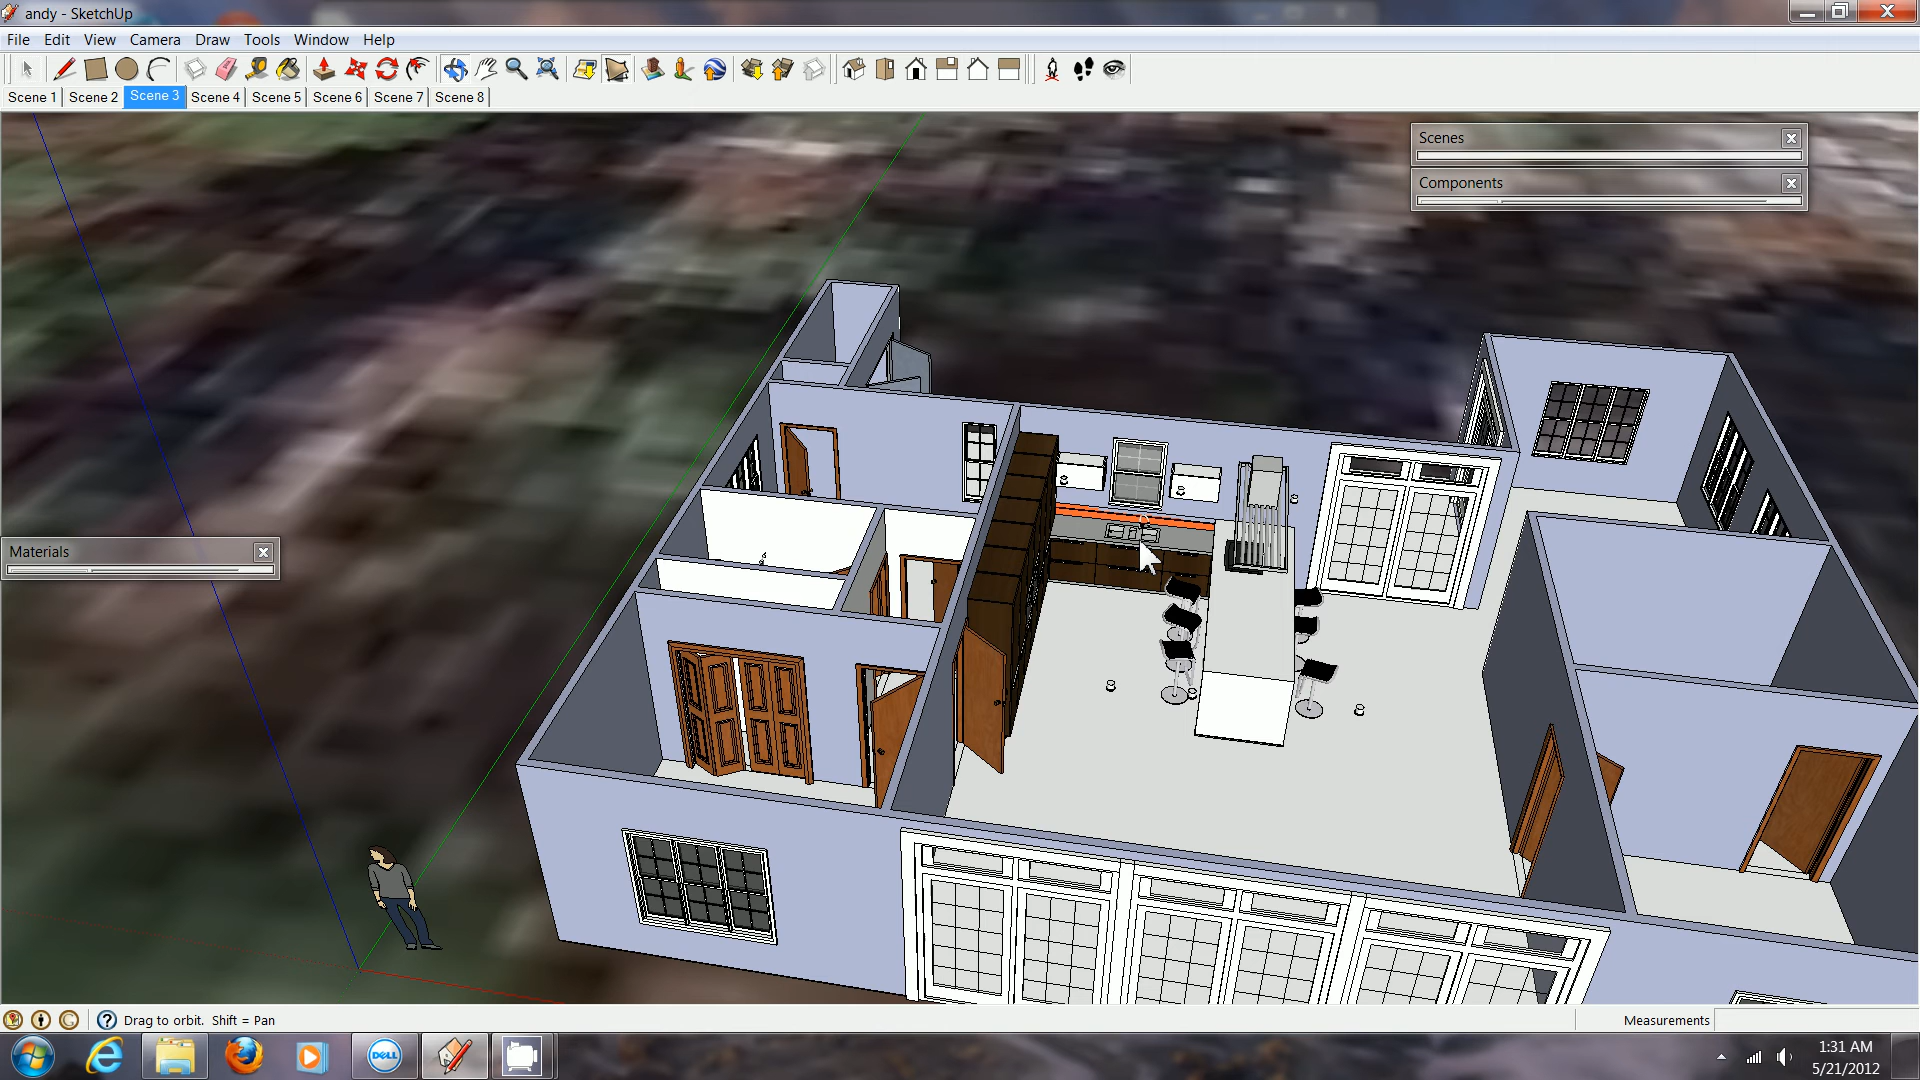 andy - SketchUp
File Edit View Camera Draw Tools Window Help
Scene 1 Scene 2 Scene 3 Scene 4 Scene 5 Scene 6 Scene 7 Scene 8
Scenes
Components
Materials
Drag to orbit. Shift = Pan
Measurements
DELL
1:31 AM
5/21/2012